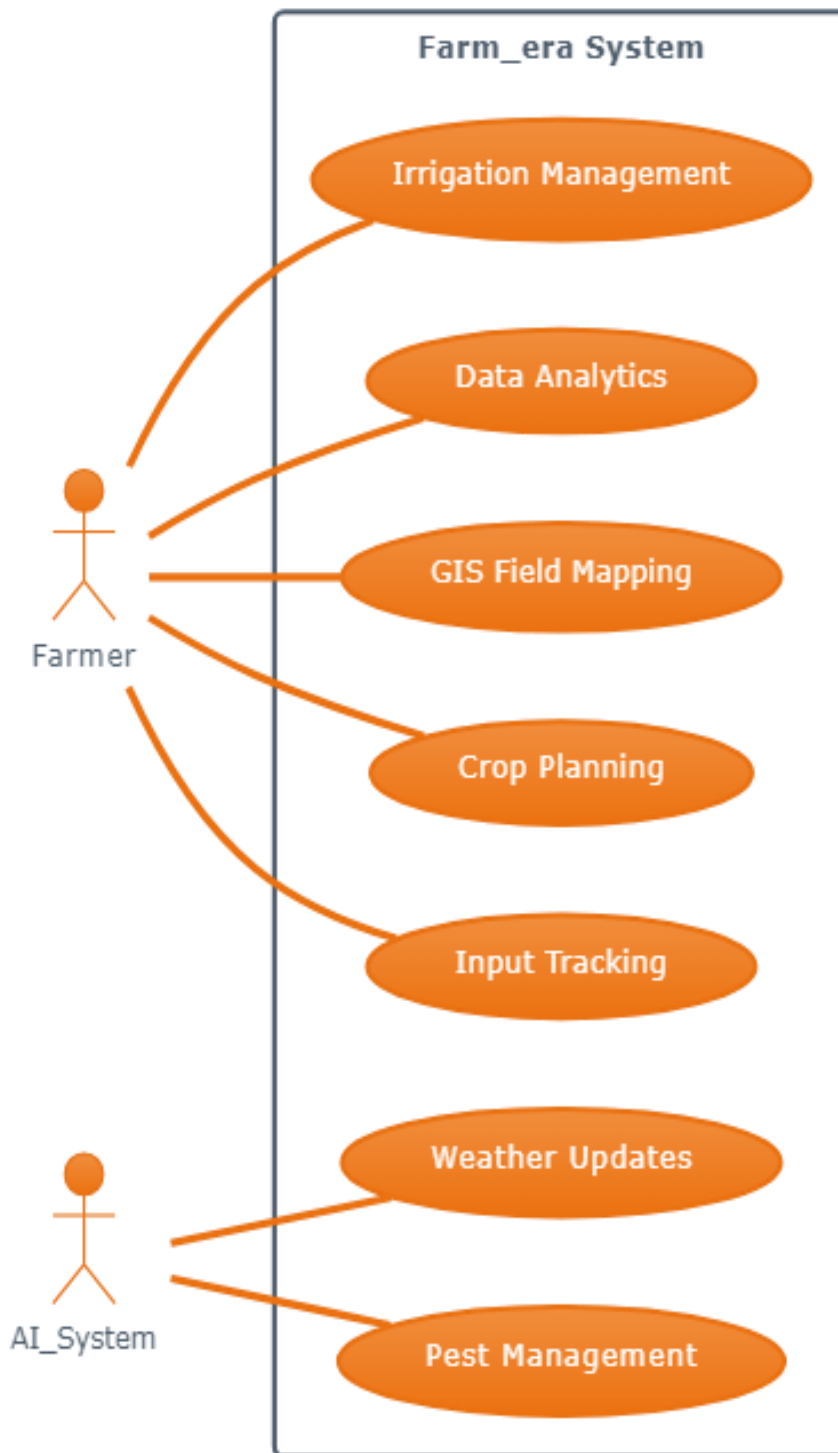 Farm_era System
Irrigation Management
Data Analytics
GIS Field Mapping
Farmer
Crop Planning
Input Tracking
Weather Updates
AI_System
Pest Management